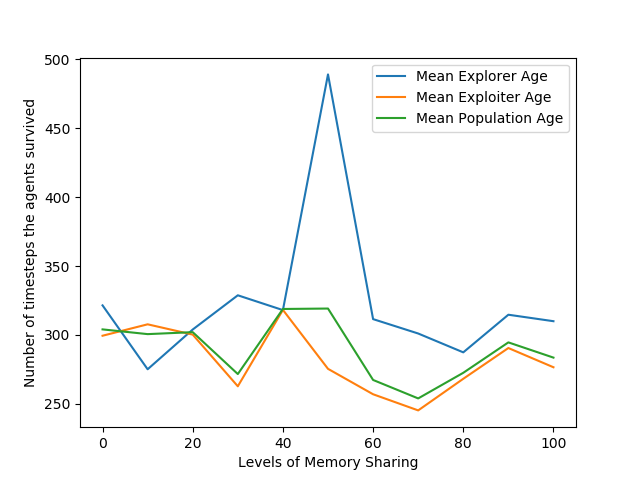 500
450
400
350
300
250
0 20 40 60 80 100
Number of timesteps the agents survived
Levels of Memory Sharing
Mean Explorer Age
Mean Exploiter Age
Mean Population Age